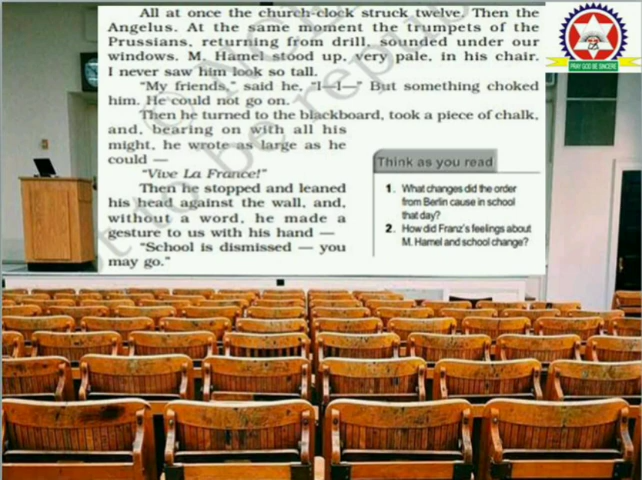 All at once the church-clock struck twelve. Then the
Angelus. At the same moment the trumpets of the
Prussians, returning from drill, sounded under our
windows. M. Hamel stood up, very pale, in his chair.
I never saw him look so tall.
"My friends," said he, "I—I—" But something choked
him. He could not go on.
Then he turned to the blackboard, took a piece of chalk,
and, bearing on with all his
might, he wrote as large as he
could —
"Vive La France!"
Then he stopped and leaned
his head against the wall, and,
without a word, he made a
gesture to us with his hand —
"School is dismissed — you
may go."
Think as you read
1. What changes did the order
from Berlin cause in school
that day?
2. How did Franz's feelings about
M. Hamel and school change?
PRAY GOD BE SINCERE